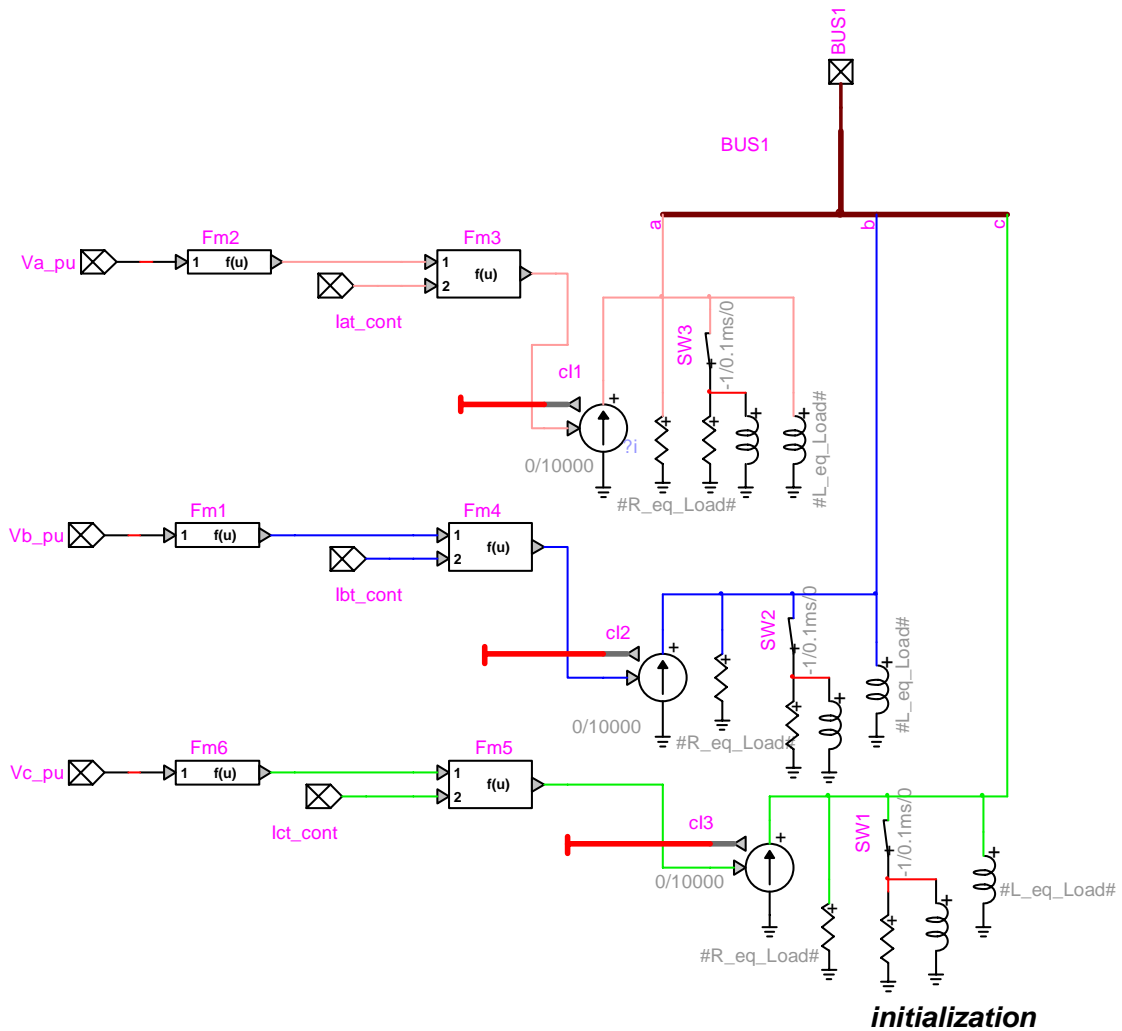 BUS1
BUS1
a
b
c
Fm2
Va_pu
1 f(u)
Fm3
1
2
f(u)
Iat_cont
cI1
+
?i
0/10000
SW3
-1/0.1ms/0
+
+
+
+
+
#R_eq_Load#
#L_eq_Load#
Fm1
Vb_pu
1 f(u)
Fm4
1
2
f(u)
Ibt_cont
cI2
+
0/10000
SW2
-1/0.1ms/0
+
+
+
+
+
#R_eq_Load#
#L_eq_Load#
Fm6
Vc_pu
1 f(u)
Fm5
1
2
f(u)
Ict_cont
cI3
+
0/10000
SW1
-1/0.1ms/0
+
+
+
+
+
#R_eq_Load#
#L_eq_Load#
initialization